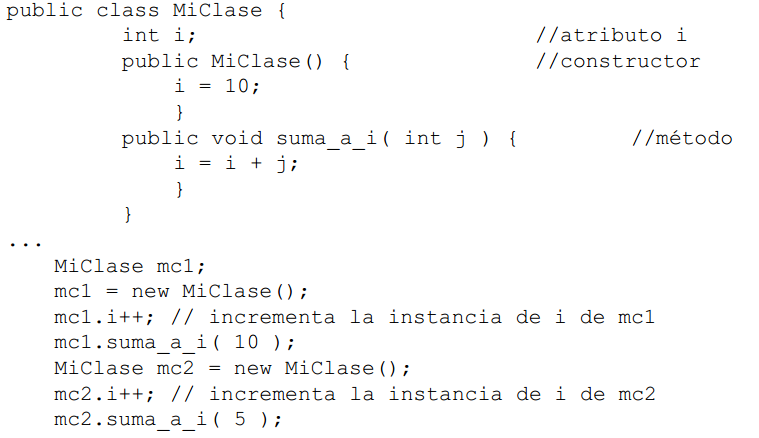 public class MiClase {
int i; //atributo i
public MiClase() { //constructor
i = 10;
}
public void suma_a_i( int j ) { //método
i = i + j;
}
}
...
MiClase mc1;
mc1 = new MiClase();
mc1.i++; // incrementa la instancia de i de mc1
mc1.suma_a_i( 10 );
MiClase mc2 = new MiClase();
mc2.i++; // incrementa la instancia de i de mc2
mc2.suma_a_i( 5 );